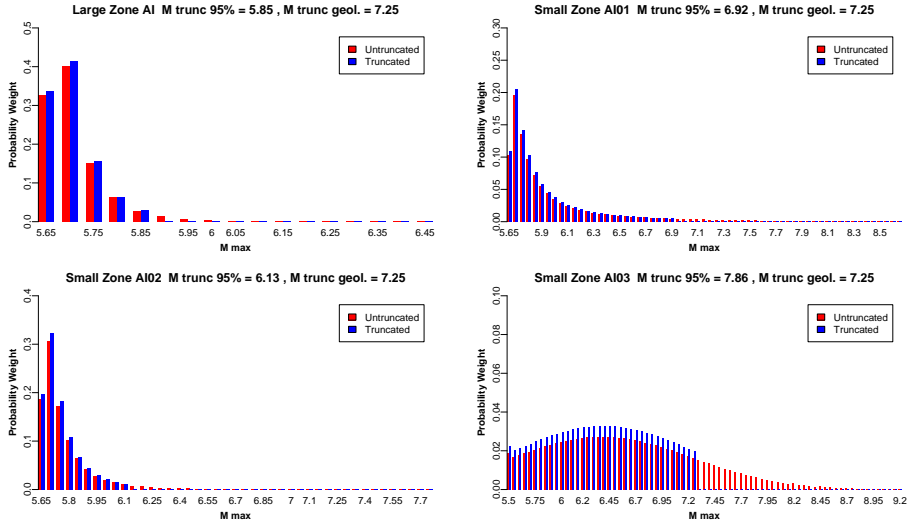 Large Zone AI M trunc 95% = 5.85 , M trunc geol. = 7.25
Probability Weight
0.0 0.1 0.2 0.3 0.4 0.5
Untruncated
Truncated
5.65 5.75 5.85 5.95 6 6.05 6.15 6.25 6.35 6.45
M max
Small Zone AI01 M trunc 95% = 6.92 , M trunc geol. = 7.25
Probability Weight
0.00 0.05 0.10 0.15 0.20 0.25 0.30
Untruncated
Truncated
5.65 5.9 6.1 6.3 6.5 6.7 6.9 7.1 7.3 7.5 7.7 7.9 8.1 8.3 8.5
M max
Small Zone AI02 M trunc 95% = 6.13 , M trunc geol. = 7.25
Probability Weight
0.0 0.1 0.2 0.3 0.4
Untruncated
Truncated
5.65 5.8 5.95 6.1 6.25 6.4 6.55 6.7 6.85 7 7.1 7.25 7.4 7.55 7.7
M max
Small Zone AI03 M trunc 95% = 7.86 , M trunc geol. = 7.25
Probability Weight
0.00 0.02 0.04 0.06 0.08 0.10
Untruncated
Truncated
5.5 5.75 6 6.2 6.45 6.7 6.95 7.2 7.45 7.7 7.95 8.2 8.45 8.7 8.95 9.2
M max